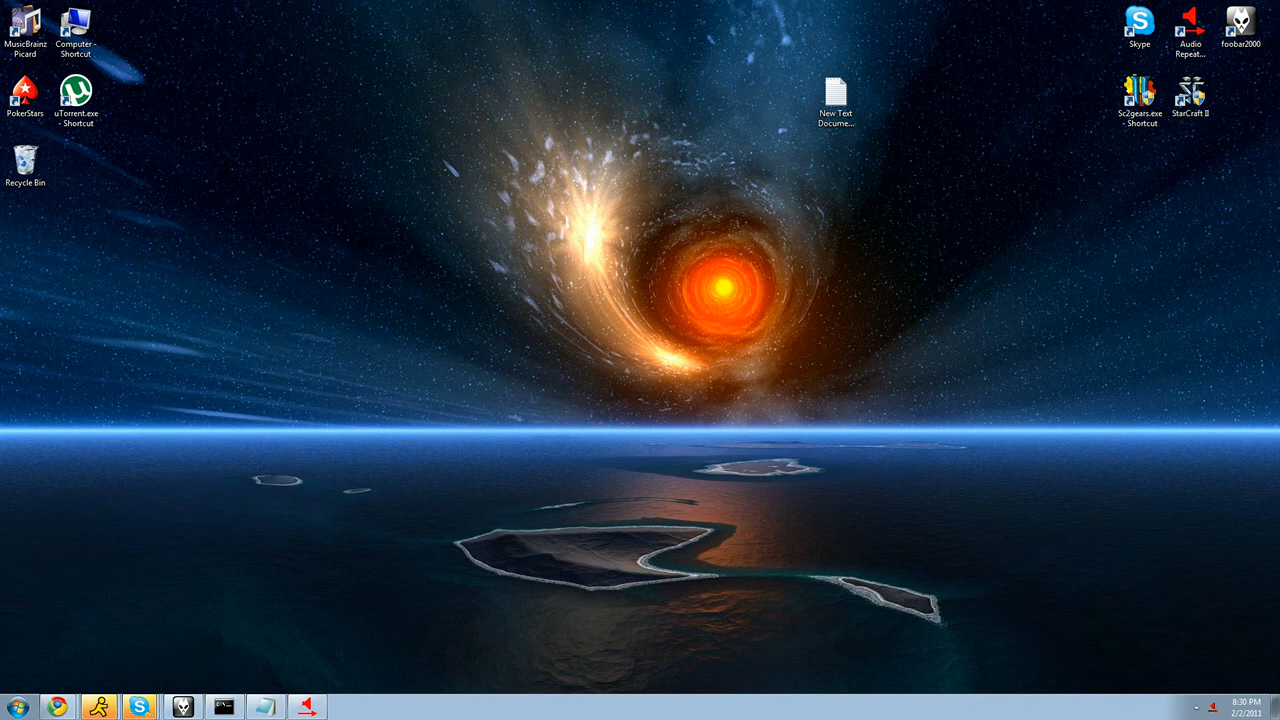 MusicBrainz
Picard
Computer -
Shortcut
Skype
Audio
Repeat...
foobar2000
PokerStars
uTorrent.exe
- Shortcut
New Text
Docume...
Sc2gears.exe
- Shortcut
StarCraft II
Recycle Bin
8:30 PM
2/2/2011